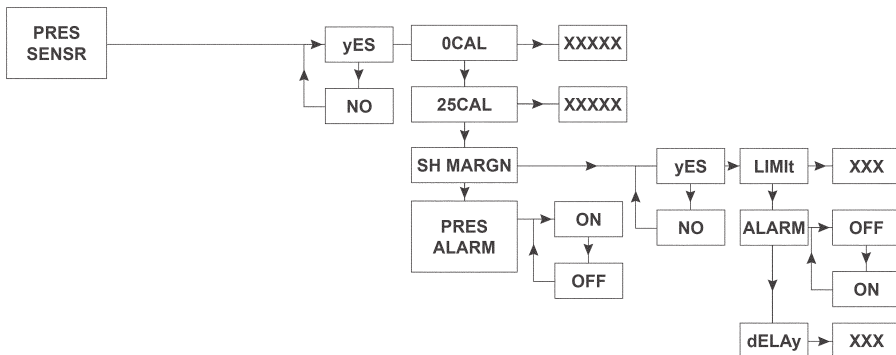 PRES
SENSR
yES
0CAL
XXXXX
NO
25CAL
XXXXX
SH MARGN
yES
LIMIt
XXX
PRES
ALARM
ON
NO
ALARM
OFF
OFF
ON
dELAy
XXX